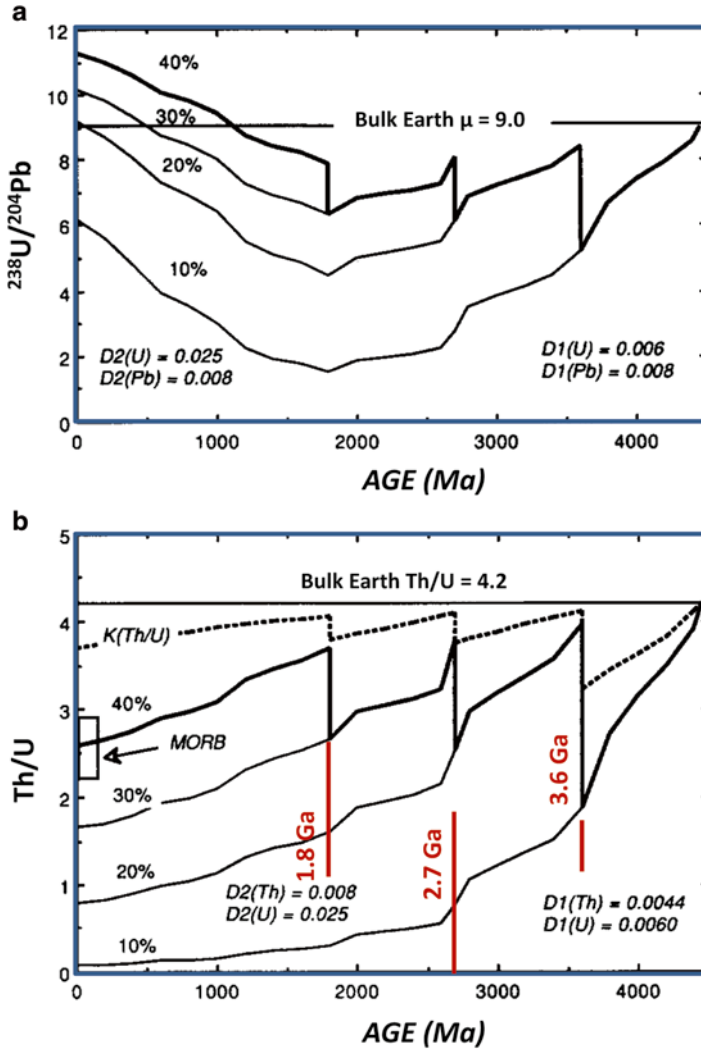 a
12
10
8
6
4
2
0
²³⁸U/²⁰⁴Pb
40%
30%
20%
10%
Bulk Earth μ = 9.0
D2(U) = 0.025
D2(Pb) = 0.008
D1(U) = 0.006
D1(Pb) = 0.008
0 1000 2000 3000 4000
AGE (Ma)
b
5
4
3
2
1
0
Th/U
Bulk Earth Th/U = 4.2
K(Th/U)
40%
MORB
30%
20%
10%
1.8 Ga
2.7 Ga
3.6 Ga
D2(Th) = 0.008
D2(U) = 0.025
D1(Th) = 0.0044
D1(U) = 0.0060
0 1000 2000 3000 4000
AGE (Ma)